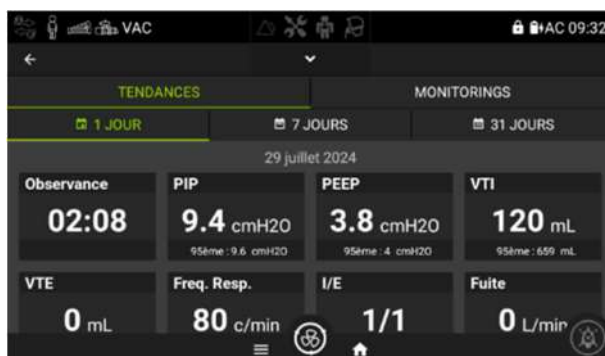 VAC AC 09:32
TENDANCES MONITORINGS
1 JOUR 7 JOURS 31 JOURS
29 juillet 2024
Observance PIP PEEP VTI
02:08 9.4 cmH2O 3.8 cmH2O 120 mL
95ème : 9.6 cmH2O 95ème : 4 cmH2O 95ème : 659 mL
VTE Freq. Resp. I/E Fuite
0 mL 80 c/min 1/1 0 L/min